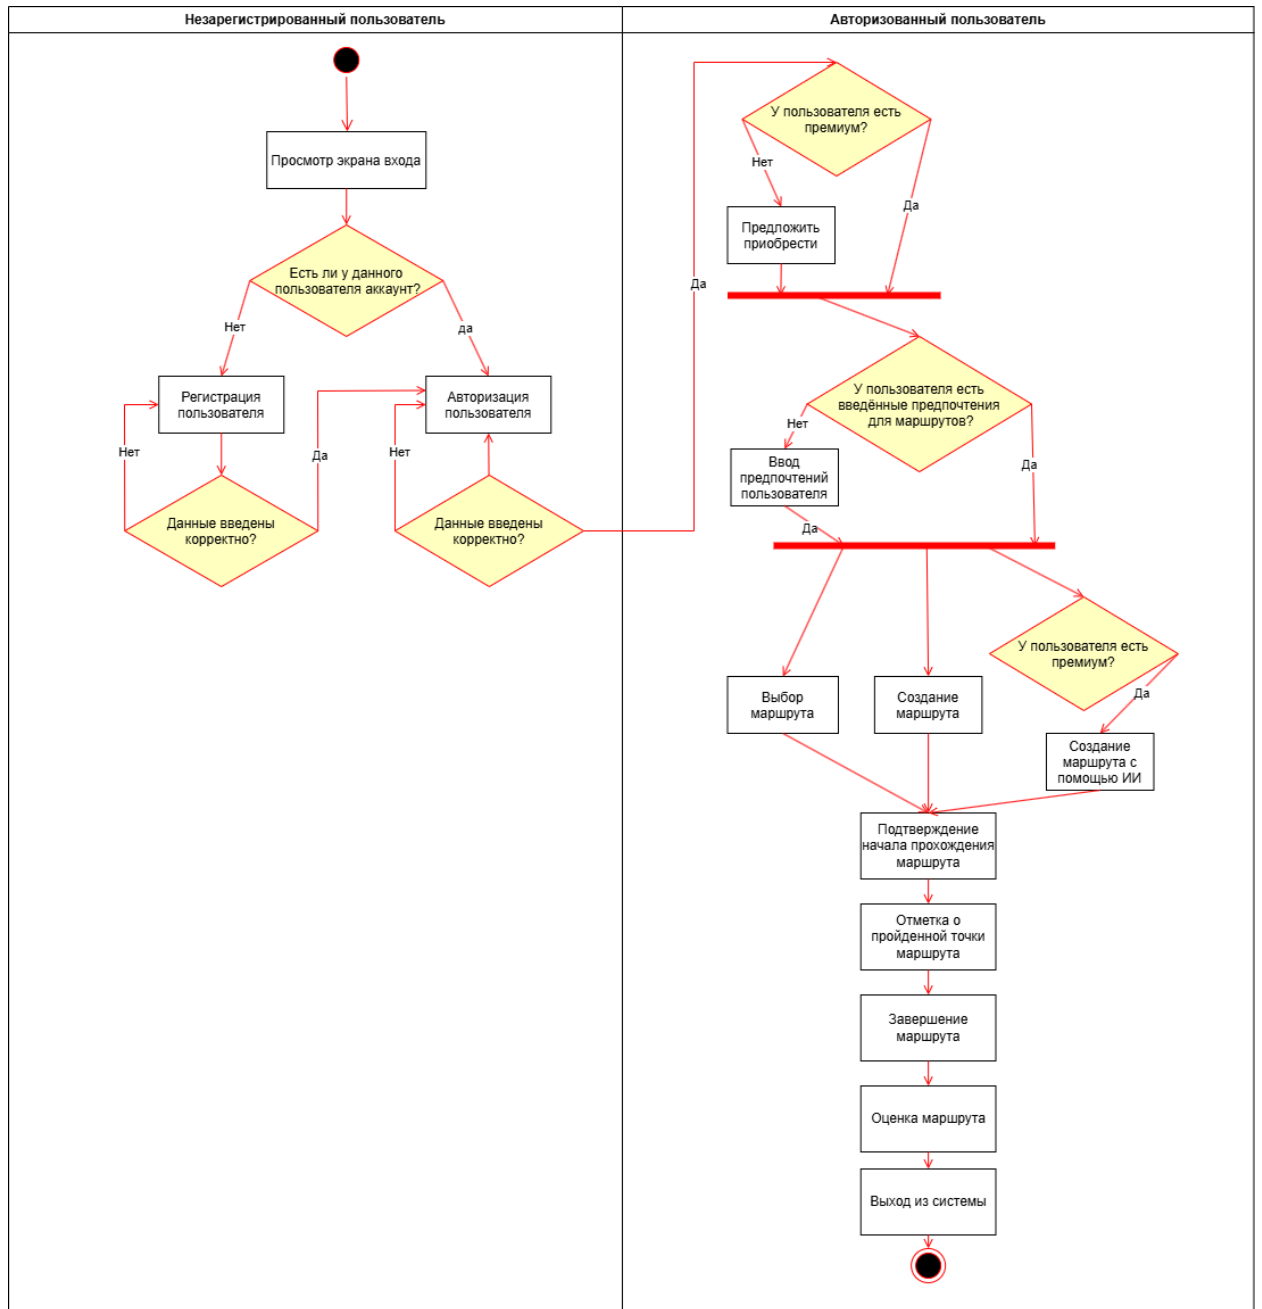 Незарегистрированный пользователь
Авторизованный пользователь
Просмотр экрана входа
Есть ли у данного
пользователя аккаунт?
Нет
да
Регистрация
пользователя
Авторизация
пользователя
Нет
Да
Нет
Данные введены
корректно?
Данные введены
корректно?
Да
У пользователя есть
премиум?
Нет
Да
Предложить
приобрести
У пользователя есть
введённые предпочтения
для маршрутов?
Нет
Да
Ввод
предпочтений
пользователя
Да
У пользователя есть
премиум?
Да
Выбор
маршрута
Создание
маршрута
Создание
маршрута с
помощью ИИ
Подтверждение
начала прохождения
маршрута
Отметка о
пройденной точки
маршрута
Завершение
маршрута
Оценка маршрута
Выход из системы